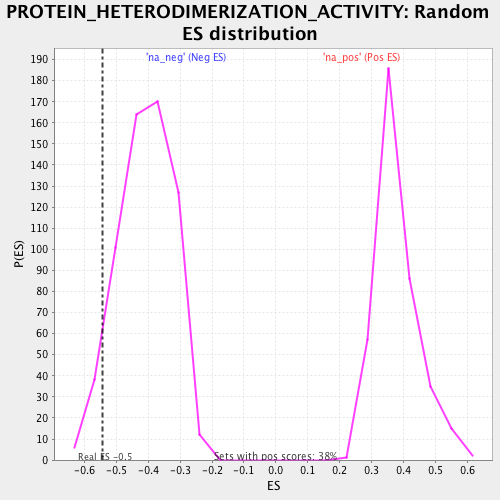 PROTEIN_HETERODIMERIZATION_ACTIVITY: Random
ES distribution
'na_neg' (Neg ES)
'na_pos' (Pos ES)
190
180
170
160
150
140
130
120
110
100
90
80
70
60
50
40
30
20
10
0
P(ES)
Real ES -0.5
Sets with pos scores: 38%
-0.6 -0.5 -0.4 -0.3 -0.2 -0.1 0.0 0.1 0.2 0.3 0.4 0.5 0.6
ES